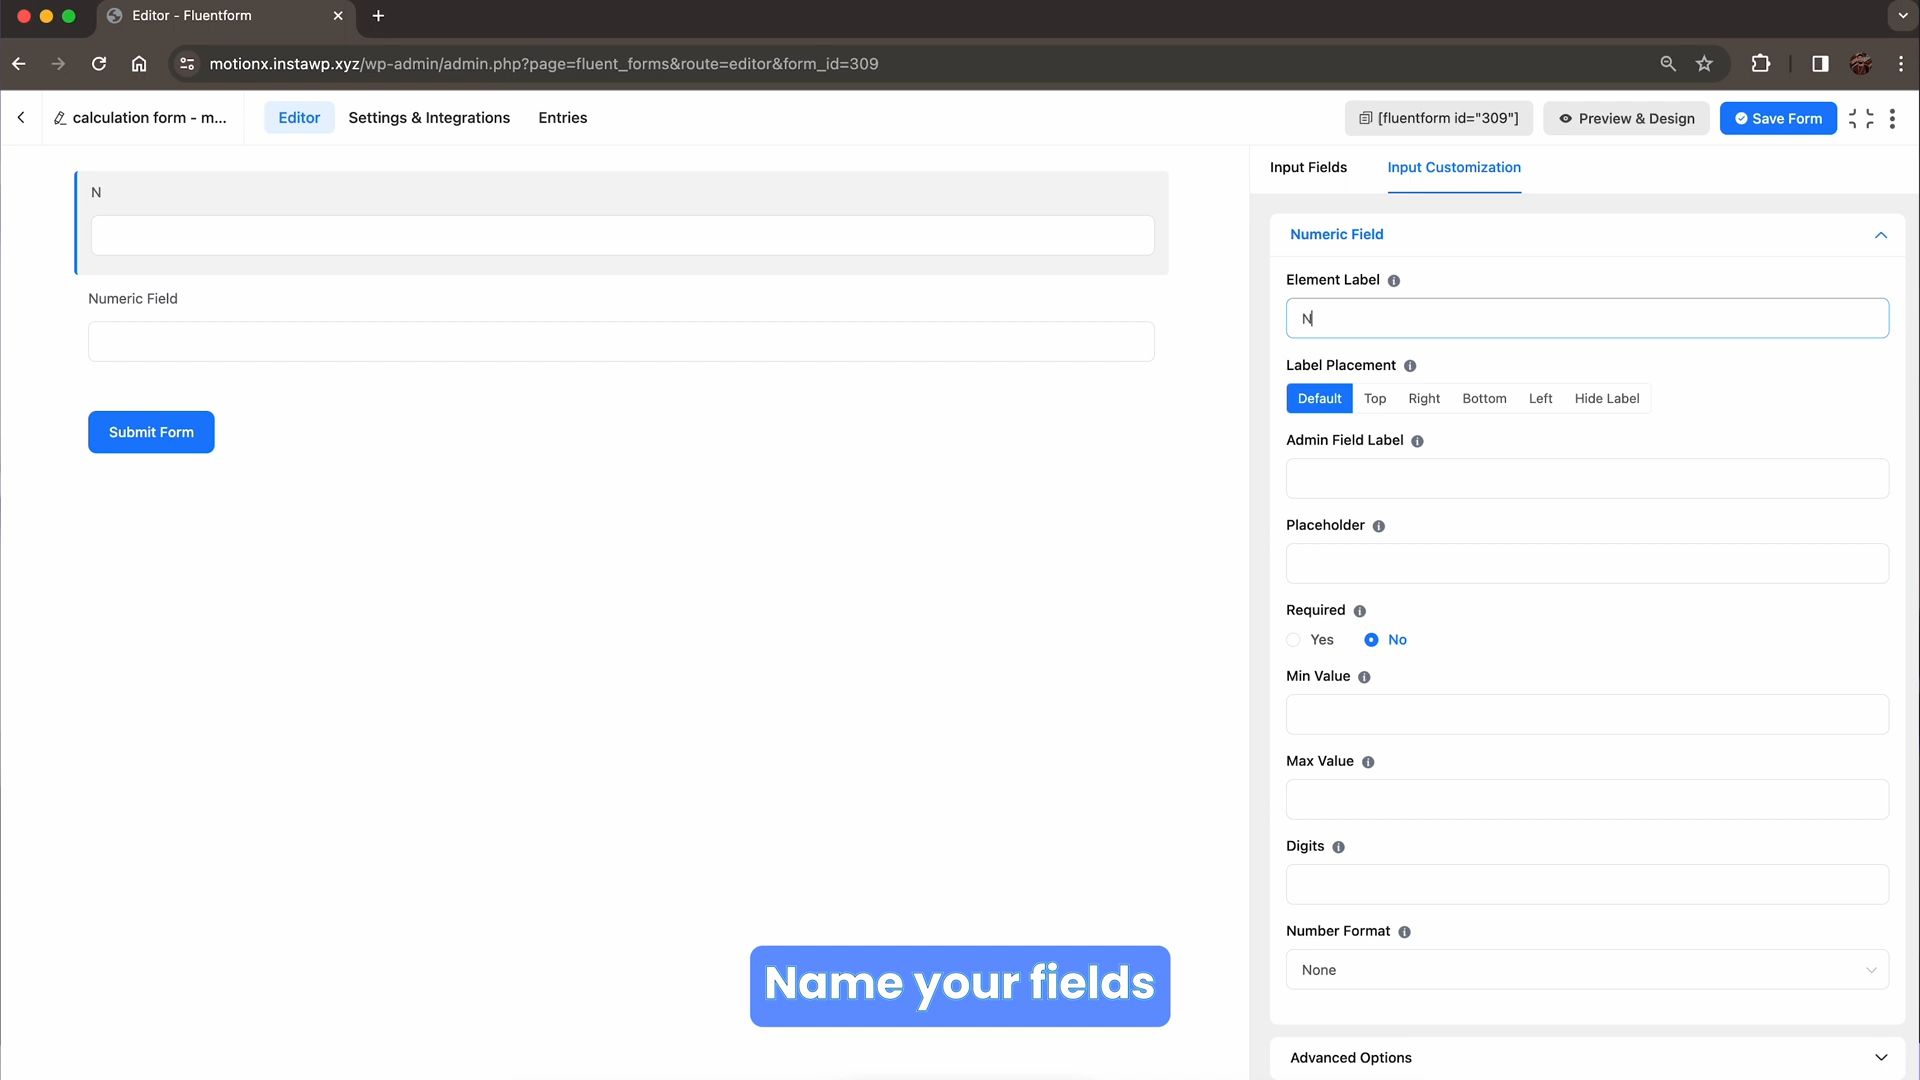 Editor - Fluentform
motionx.instawp.xyz/wp-admin/admin.php?page=fluent_forms&route=editor&form_id=309
calculation form - m...
Editor
Settings & Integrations
Entries
[fluentform id="309"]
Preview & Design
Save Form
N
Numeric Field
Submit Form
Input Fields
Input Customization
Numeric Field
Element Label
N
Label Placement
Default
Top
Right
Bottom
Left
Hide Label
Admin Field Label
Placeholder
Required
Yes
No
Min Value
Max Value
Digits
Number Format
None
Advanced Options
Name your fields